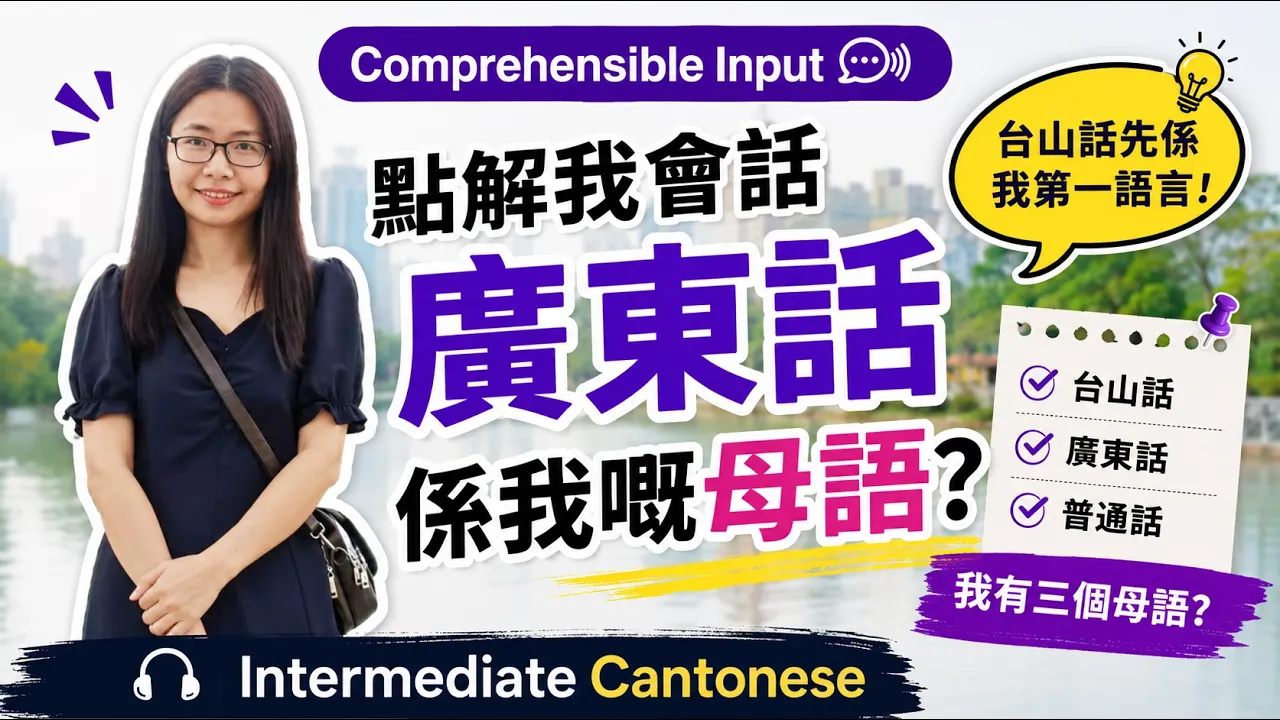 Comprehensible Input
點解我會話
廣東話
係我嘅母語?
台山話先係
我第一語言!
台山話
廣東話
普通話
我有三個母語?
Intermediate Cantonese